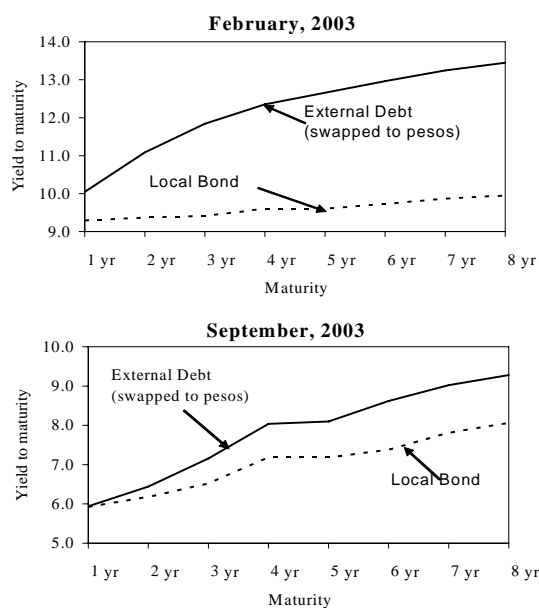 February, 2003
14.0
13.0
12.0
11.0
10.0
9.0
Yield to maturity
External Debt
(swapped to pesos)
Local Bond
1 yr 2 yr 3 yr 4 yr 5 yr 6 yr 7 yr 8 yr
Maturity
September, 2003
10.0
9.0
8.0
7.0
6.0
5.0
Yield to maturity
External Debt
(swapped to pesos)
Local Bond
1 yr 2 yr 3 yr 4 yr 5 yr 6 yr 7 yr 8 yr
Maturity